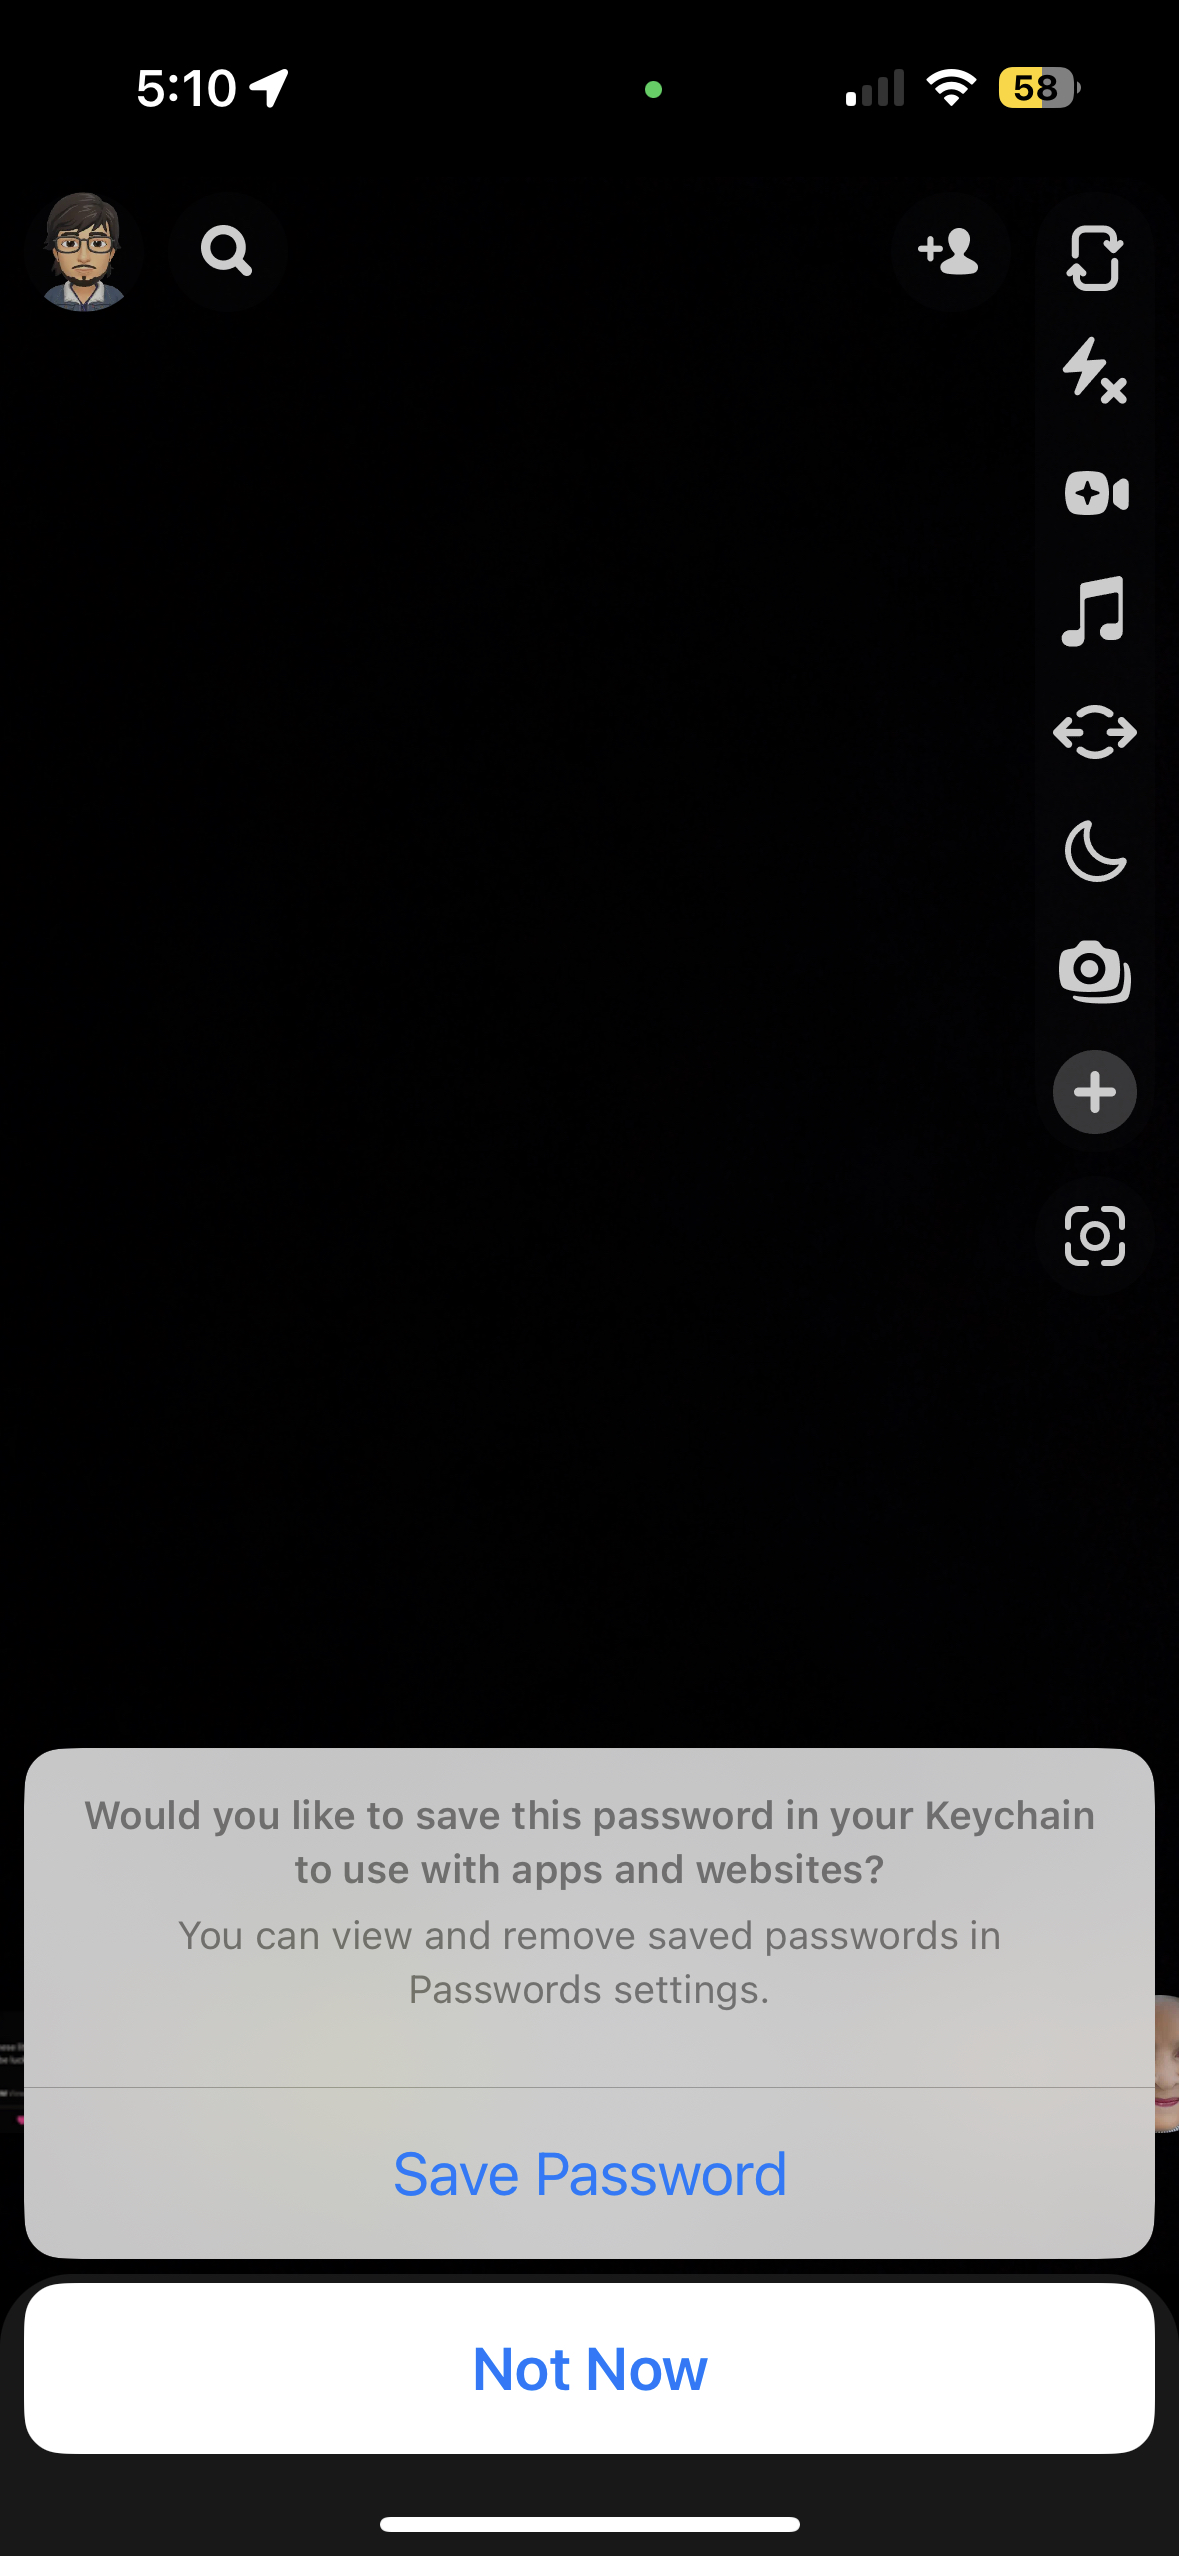 5:10
58
Would you like to save this password in your Keychain
to use with apps and websites?
You can view and remove saved passwords in
Passwords settings.
Save Password
Not Now